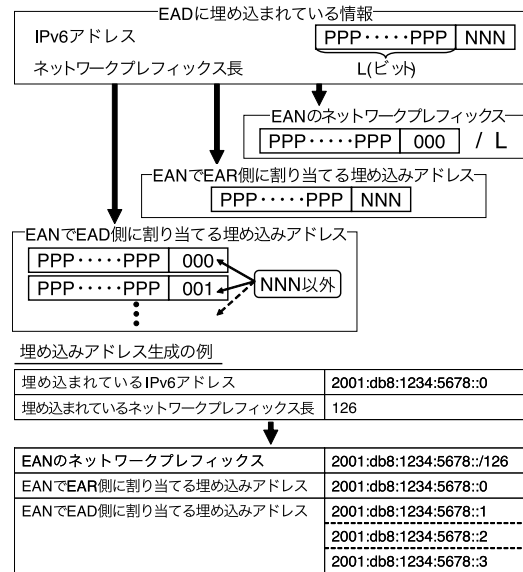 EADに埋め込まれている情報
IPv6アドレス
PPP・・・・・PPP NNN
ネットワークプレフィックス長
L(ビット)
EANのネットワークプレフィックス
PPP・・・・・PPP 000 / L
EANでEAR側に割り当てる埋め込みアドレス
PPP・・・・・PPP NNN
EANでEAD側に割り当てる埋め込みアドレス
PPP・・・・・PPP 000
PPP・・・・・PPP 001
NNN以外
埋め込みアドレス生成の例
埋め込まれているIPv6アドレス 2001:db8:1234:5678::0
埋め込まれているネットワークプレフィックス長 126
EANのネットワークプレフィックス 2001:db8:1234:5678::/126
EANでEAR側に割り当てる埋め込みアドレス 2001:db8:1234:5678::0
EANでEAD側に割り当てる埋め込みアドレス 2001:db8:1234:5678::1
2001:db8:1234:5678::2
2001:db8:1234:5678::3